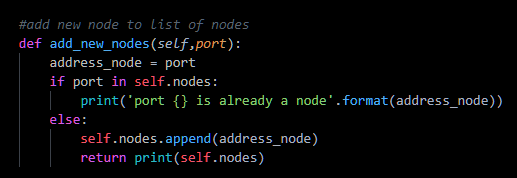 #add new node to list of nodes
def add_new_nodes(self,port):
    address_node = port
    if port in self.nodes:
        print('port {} is already a node'.format(address_node))
    else:
        self.nodes.append(address_node)
        return print(self.nodes)